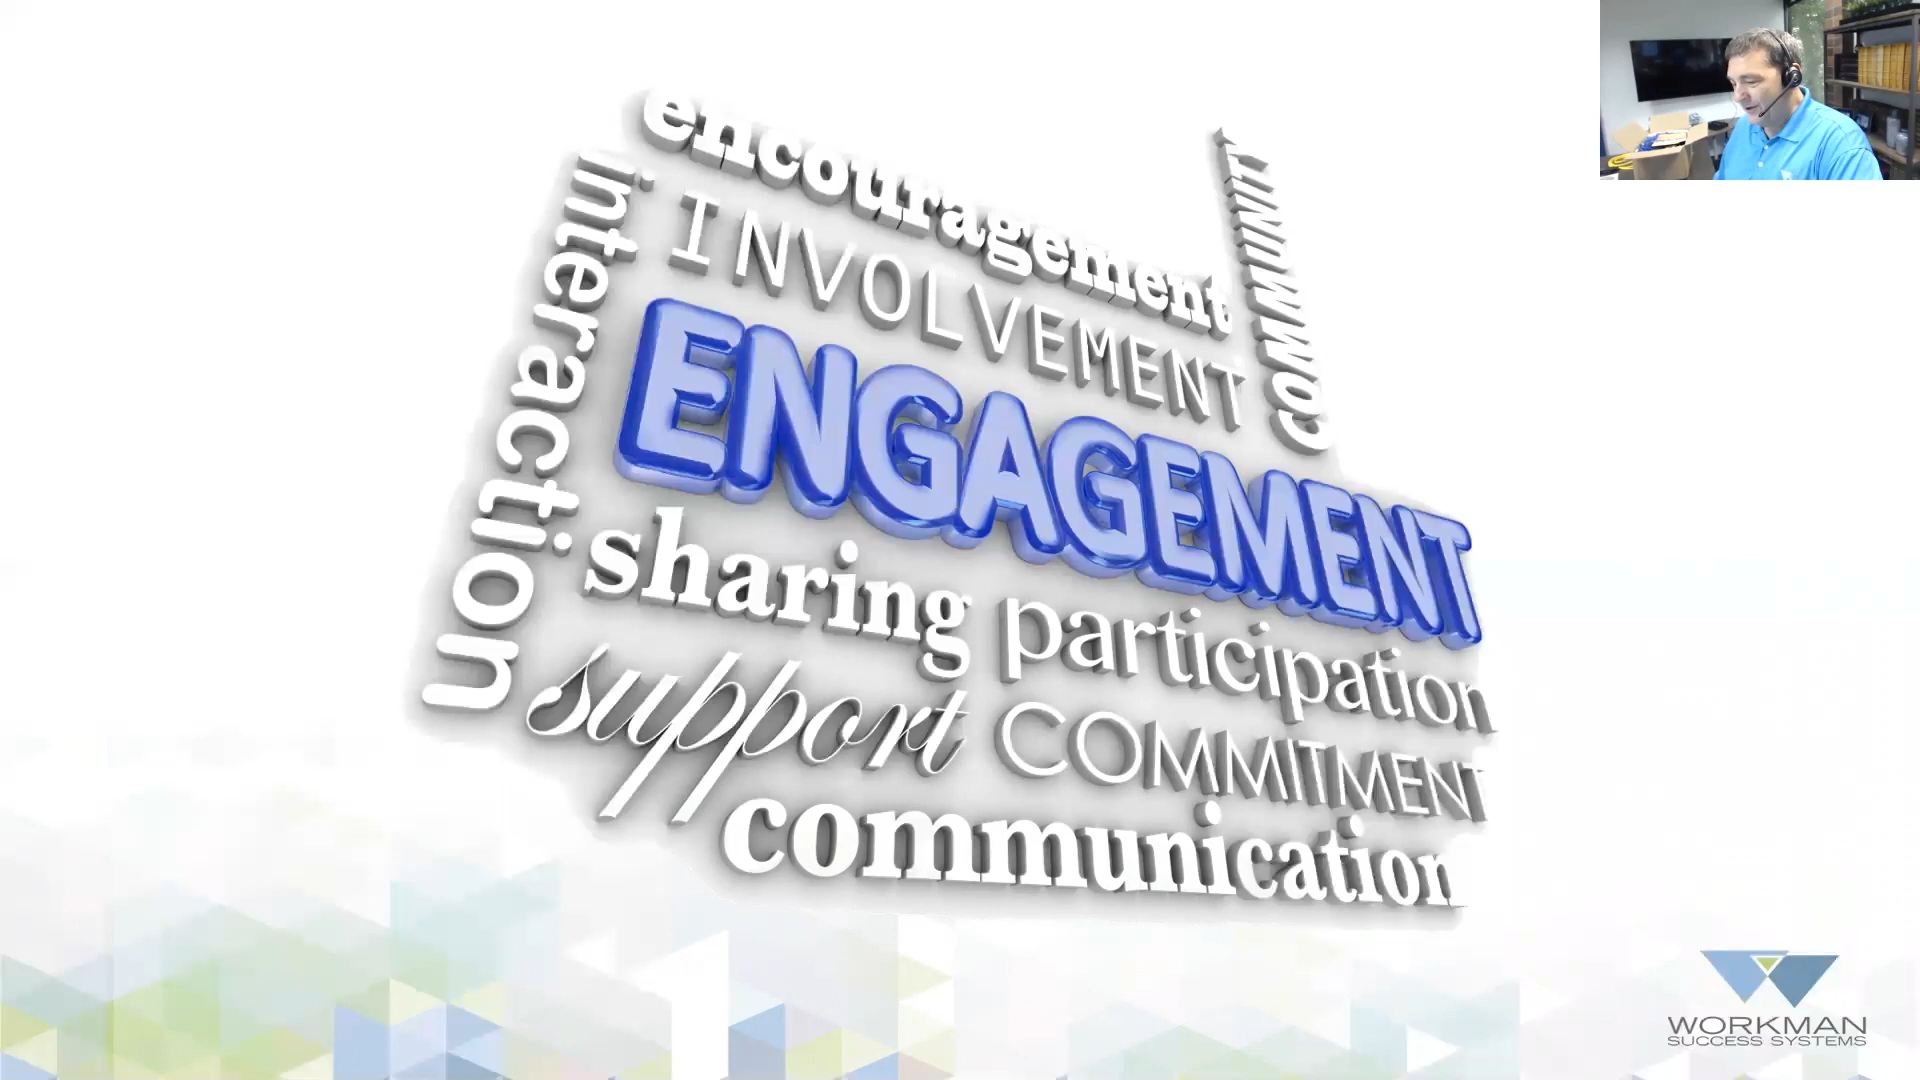 encouragement
COMMUNITY
interaction
INVOLVEMENT
ENGAGEMENT
sharing participation
support COMMITMENT
communication
WORKMAN
SUCCESS SYSTEMS